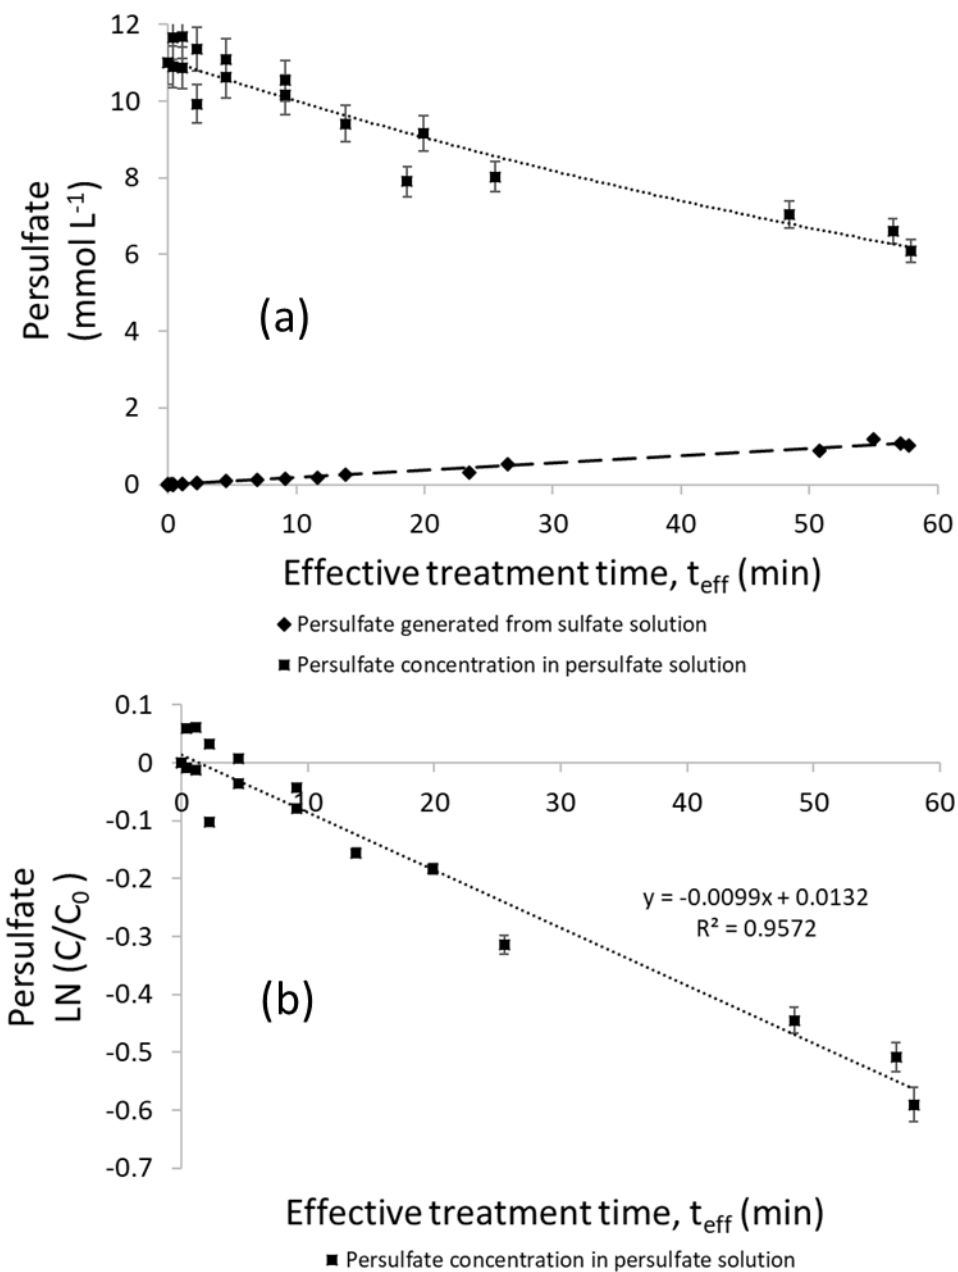 12
10
8
6
4
2
0
Persulfate
(mmol L-1)
(a)
0 10 20 30 40 50 60
Effective treatment time, teff (min)
Persulfate generated from sulfate solution
Persulfate concentration in persulfate solution
0.1
0
-0.1
-0.2
-0.3
-0.4
-0.5
-0.6
-0.7
Persulfate
LN (C/C0 )
0 10 20 30 40 50 60
y = -0.0099x + 0.0132
R² = 0.9572
(b)
Effective treatment time, teff (min)
Persulfate concentration in persulfate solution